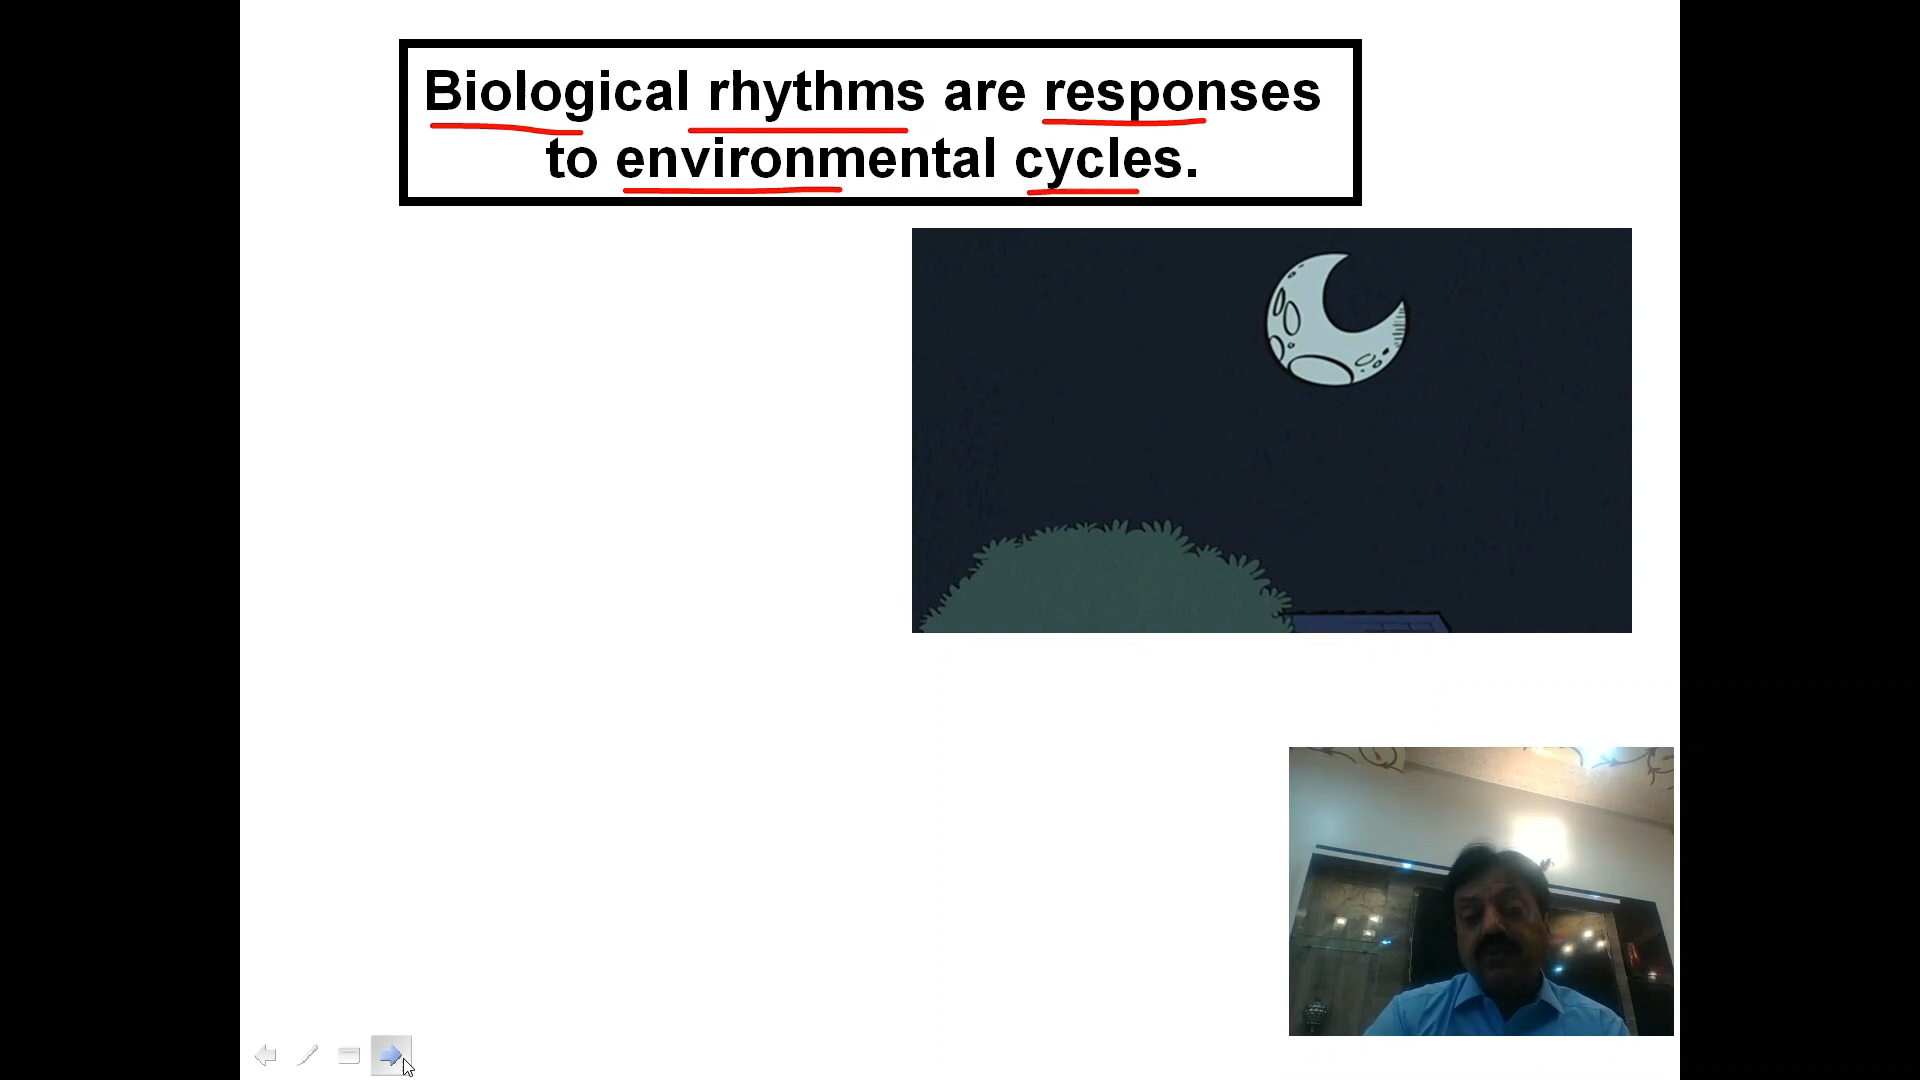 Biological rhythms are responses
to environmental cycles.